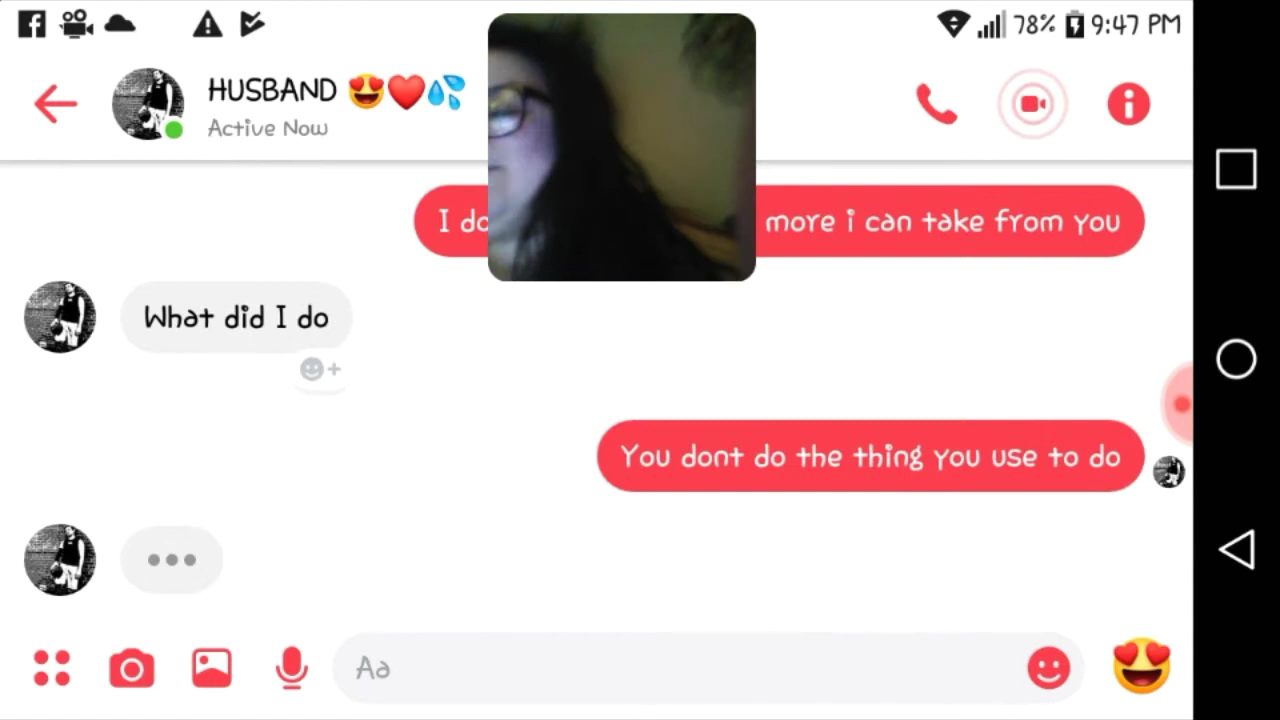 78% 9:47 PM
HUSBAND
Active Now
I do more i can take from you
What did I do
You dont do the thing you use to do
Aa